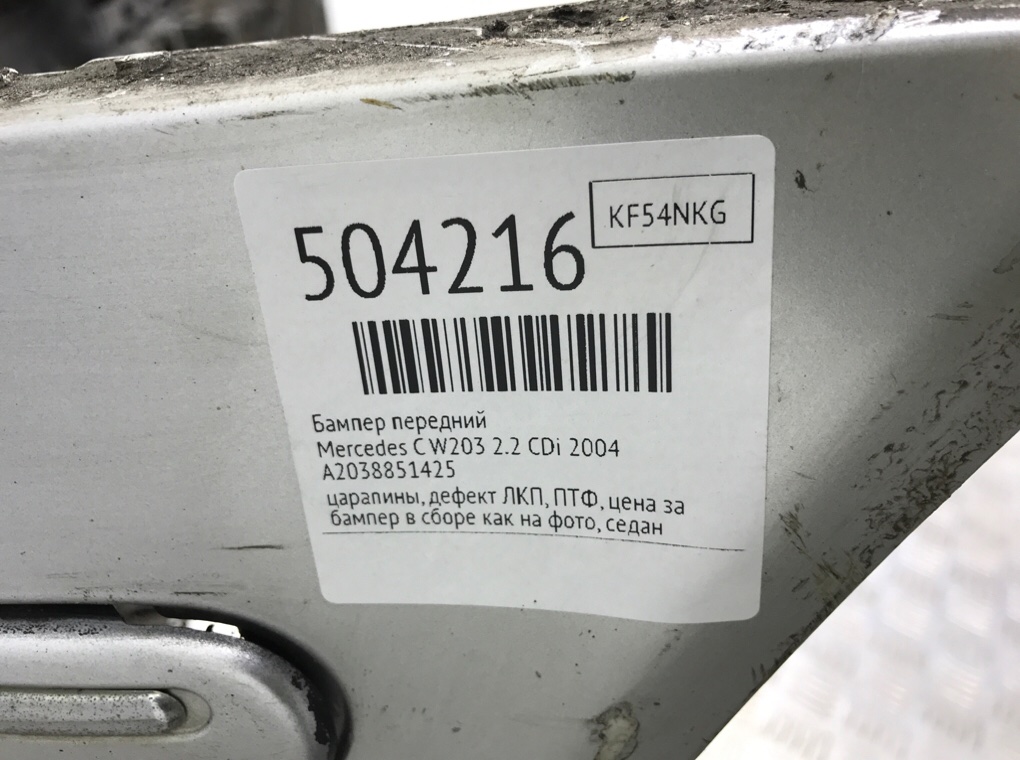 504216
KF54NKG
Бампер передний
Mercedes C W203 2.2 CDi 2004
A2038851425
царапины, дефект ЛКП, ПТФ, цена за
бампер в сборе как на фото, седан